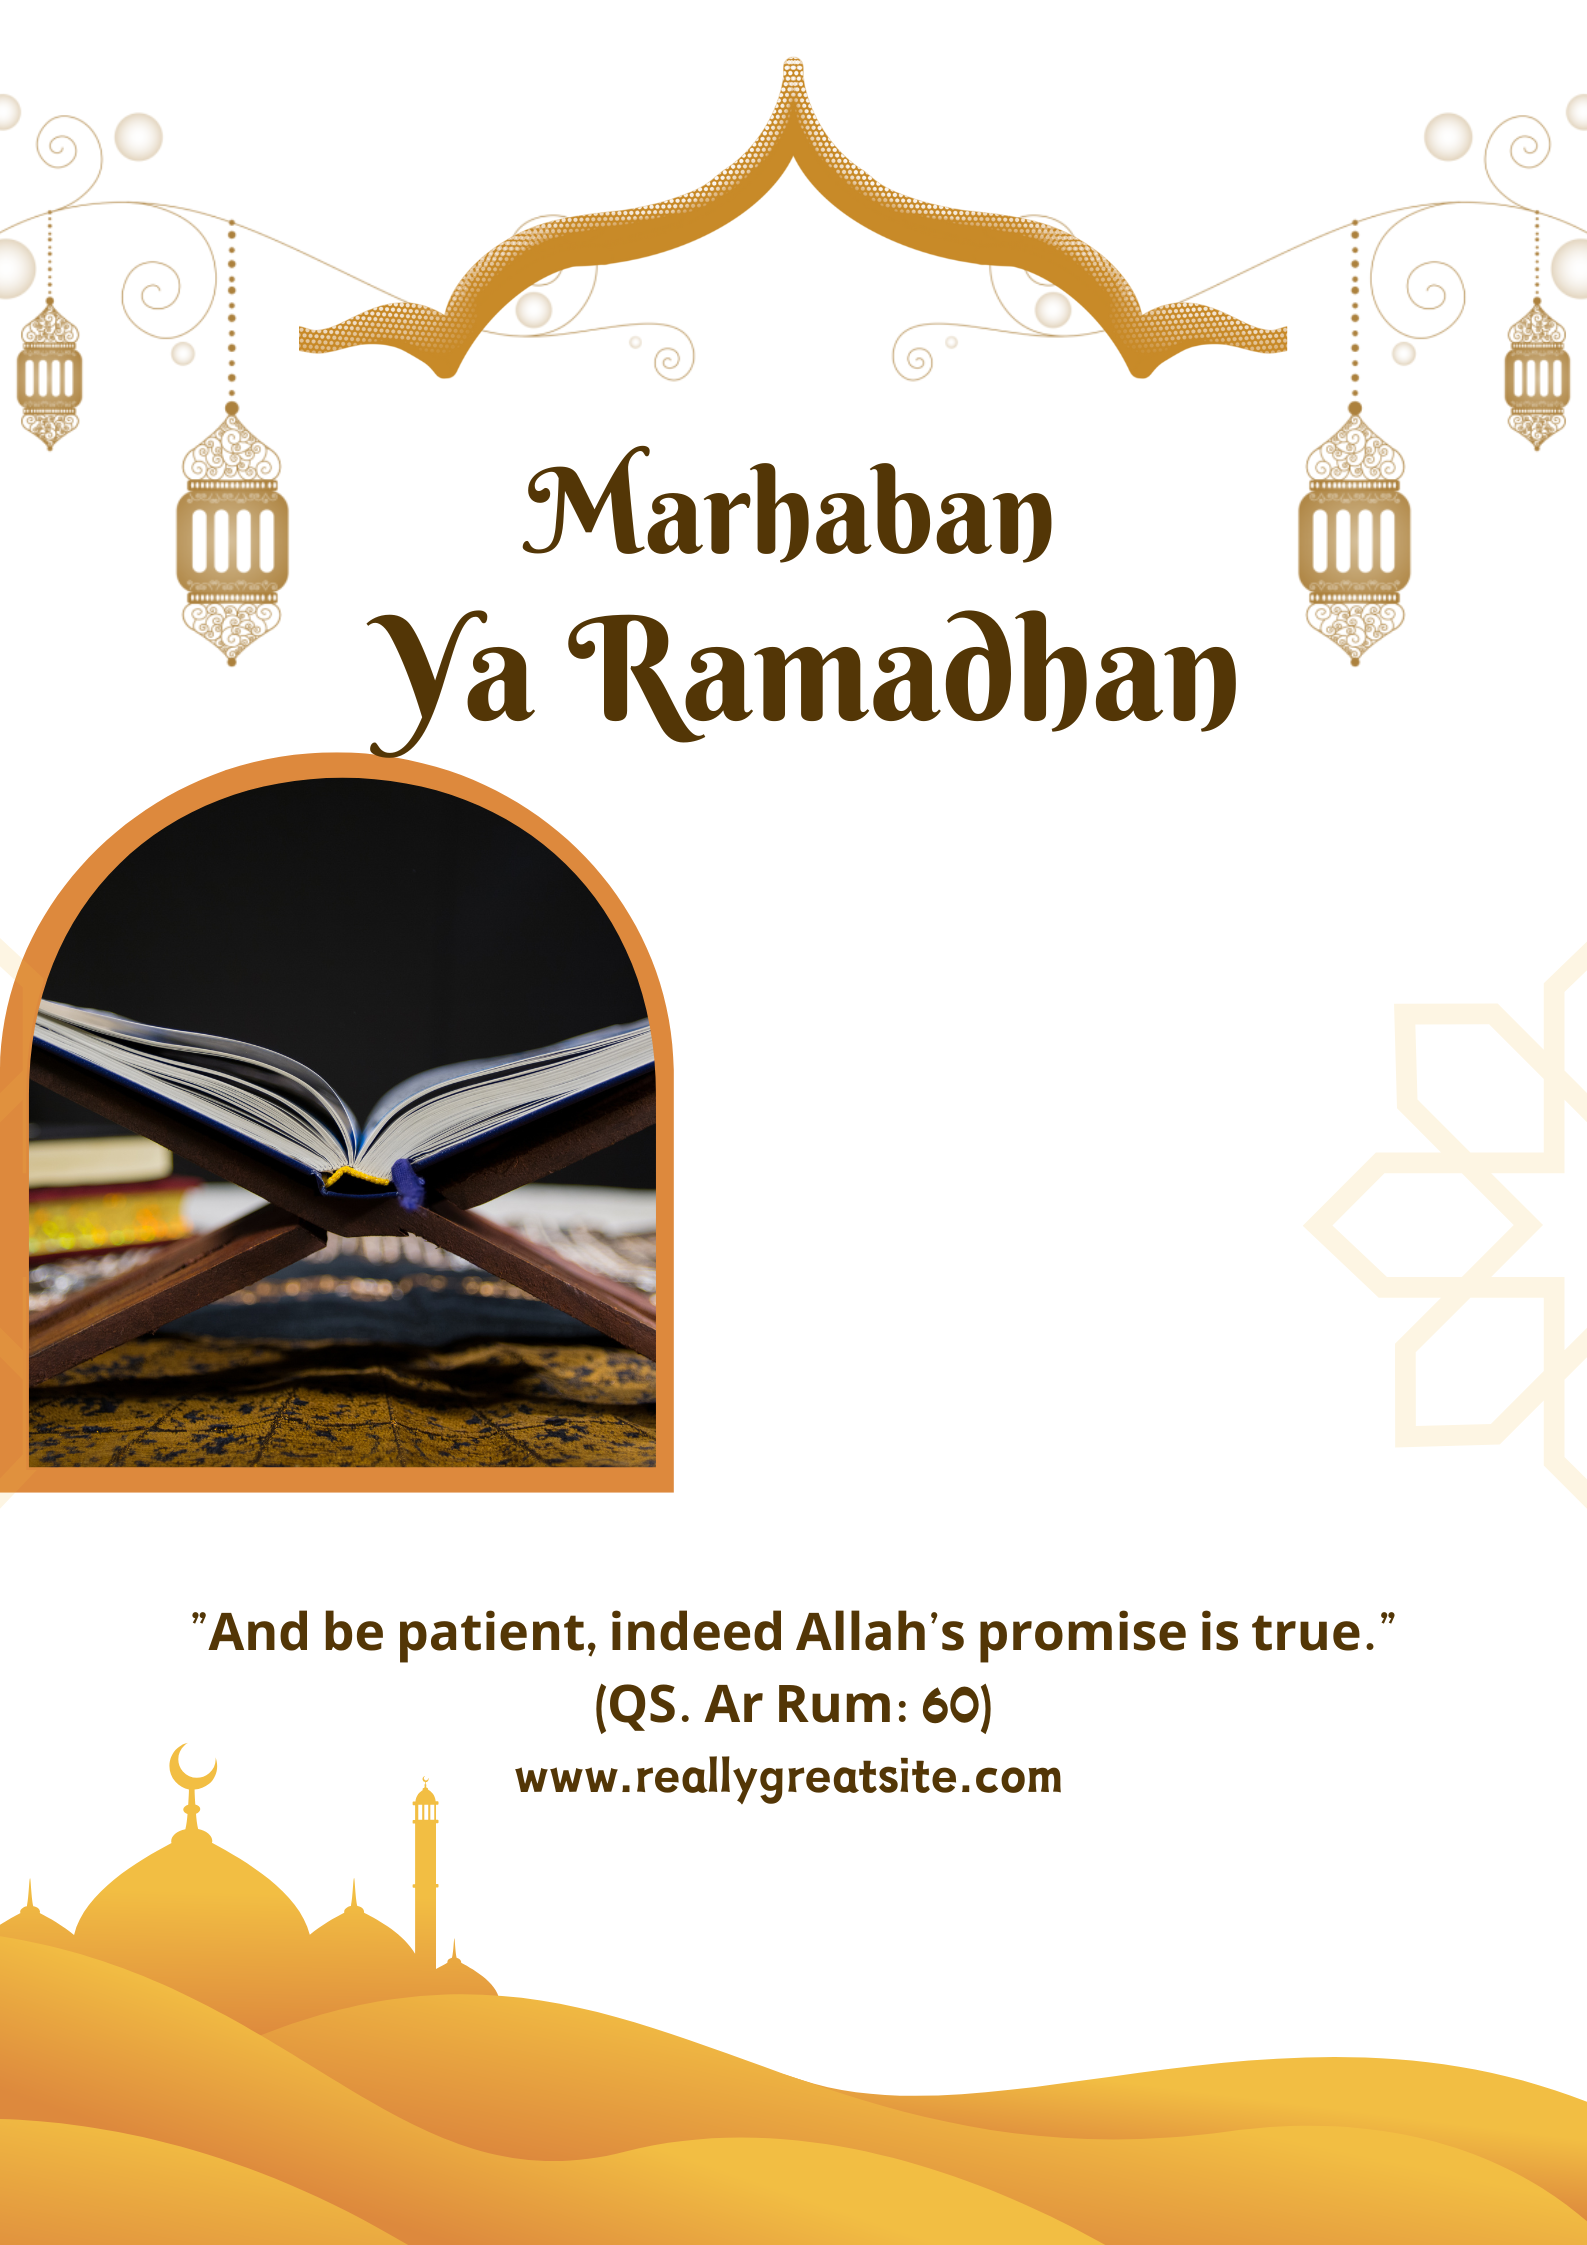 Marhaban
Ya Ramadhan
"And be patient, indeed Allah's promise is true."
(QS. Ar Rum: 60)
www.reallygreatsite.com